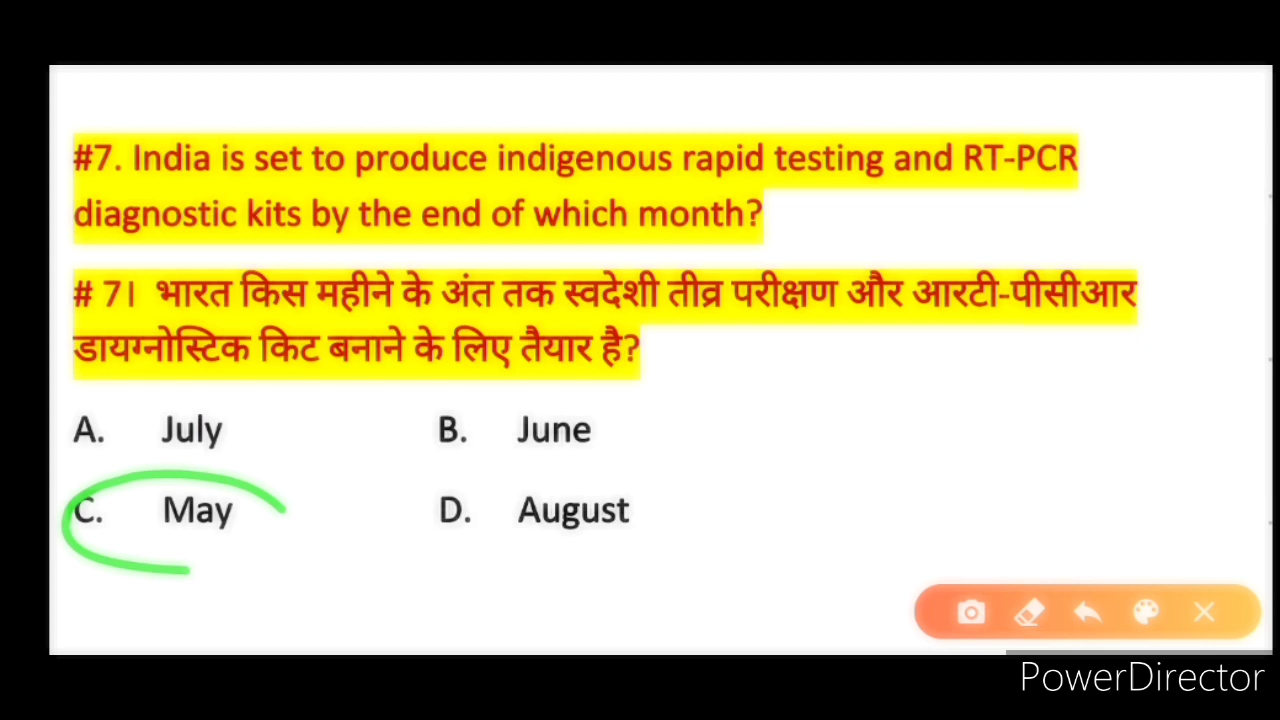 #7. India is set to produce indigenous rapid testing and RT-PCR
diagnostic kits by the end of which month?
# 7। भारत किस महीने के अंत तक स्वदेशी तीव्र परीक्षण और आरटी-पीसीआर
डायग्नोस्टिक किट बनाने के लिए तैयार है?
A. July B. June
C. May D. August
PowerDirector